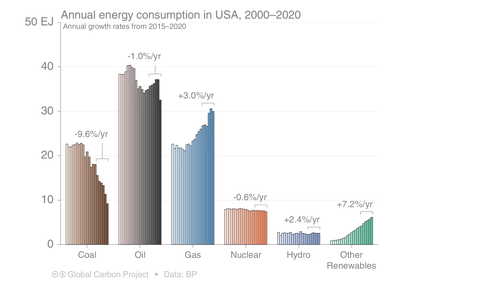 Annual energy consumption in USA, 2000–2020
50 EJ
Annual growth rates from 2015–2020
-1.0%/yr
40
+3.0%/yr
30
-9.6%/yr
20
+7.2%/yr
-0.6%/yr
10
+2.4%/yr
0
Coal Oil Gas Nuclear Hydro Other
Renewables
Global Carbon Project • Data: BP